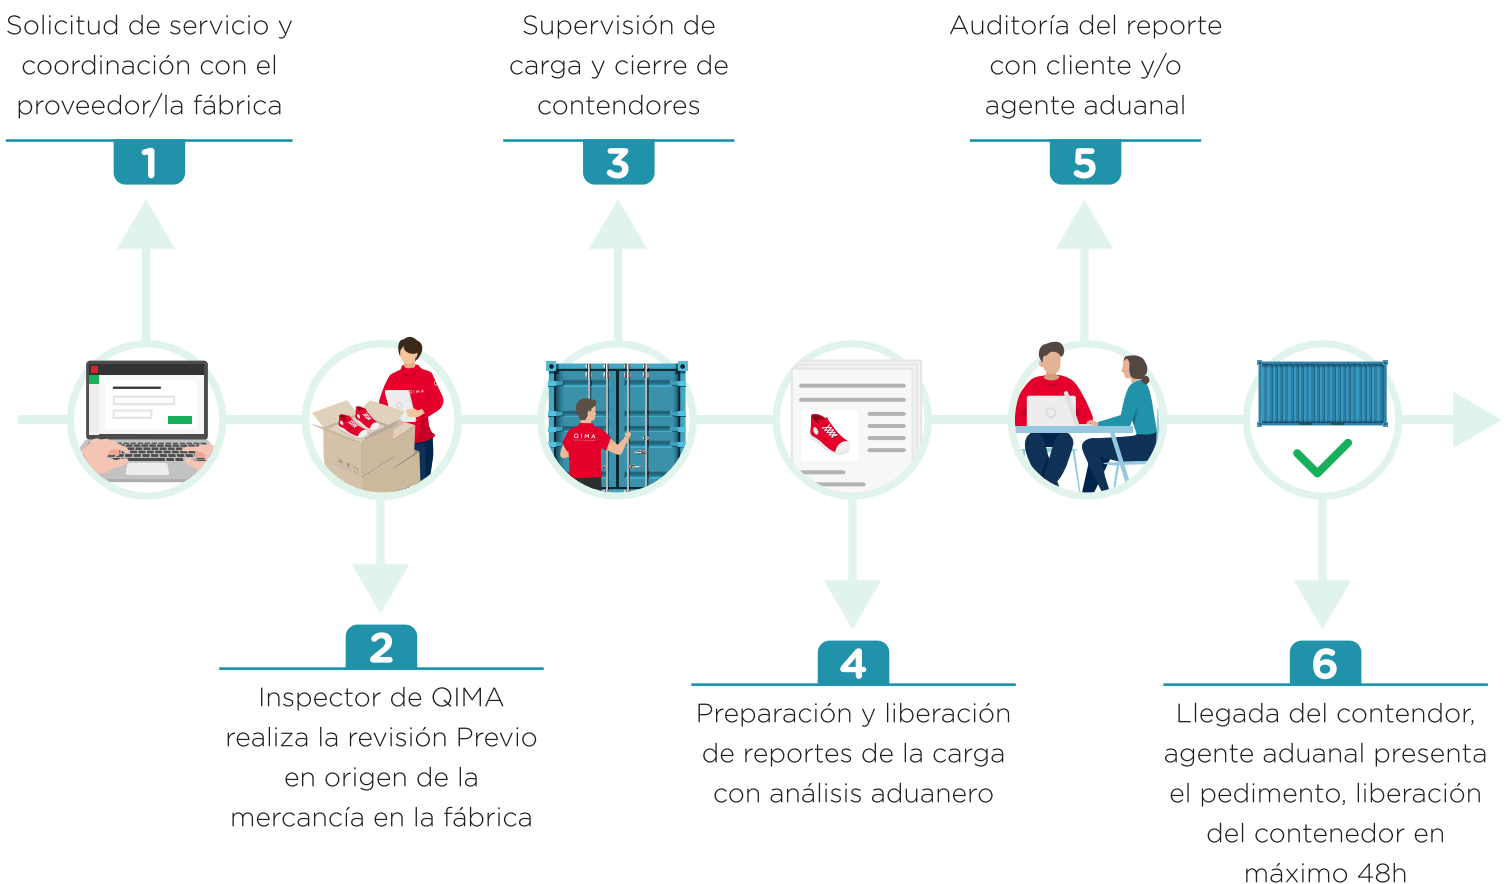 Solicitud de servicio y
coordinación con el
proveedor/la fábrica
1
Inspector de QIMA
realiza la revisión Previo
en origen de la
mercancía en la fábrica
2
Supervisión de
carga y cierre de
contendores
3
Preparación y liberación
de reportes de la carga
con análisis aduanero
4
Auditoría del reporte
con cliente y/o
agente aduanal
5
Llegada del contendor,
agente aduanal presenta
el pedimento, liberación
del contenedor en
máximo 48h
6
QIMA
QIMA